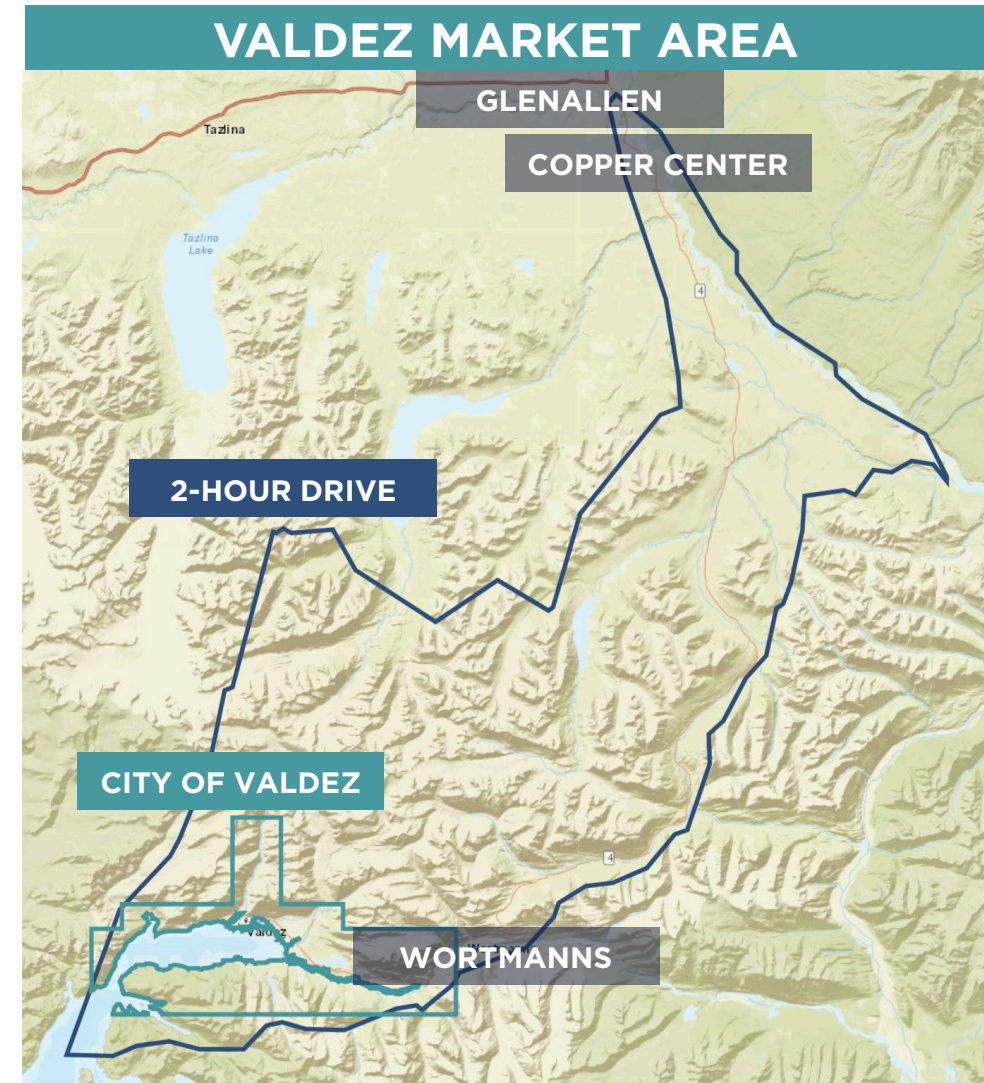 VALDEZ MARKET AREA
GLENALLEN
Tazlina
COPPER CENTER
Tazlina
Lake
4
2-HOUR DRIVE
CITY OF VALDEZ
4
Valdez
WORTMANNS